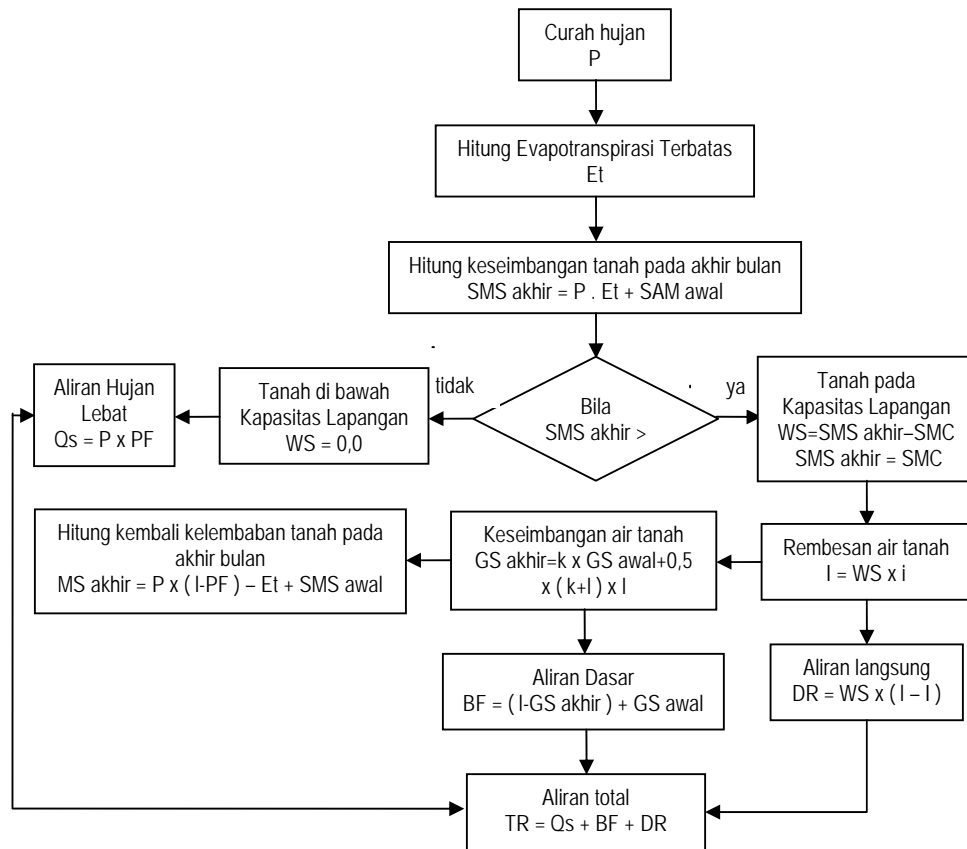 Curah hujan
P
Hitung Evapotranspirasi Terbatas
Et
Hitung keseimbangan tanah pada akhir bulan
SMS akhir = P . Et + SAM awal
Bila
SMS akhir >
tidak
ya
Aliran Hujan
Lebat
Qs = P x PF
Tanah di bawah
Kapasitas Lapangan
WS = 0,0
Tanah pada
Kapasitas Lapangan
WS=SMS akhir–SMC
SMS akhir = SMC
Hitung kembali kelembaban tanah pada
akhir bulan
MS akhir = P x ( I-PF ) – Et + SMS awal
Keseimbangan air tanah
GS akhir=k x GS awal+0,5
x ( k+I ) x I
Rembesan air tanah
I = WS x i
Aliran Dasar
BF = ( I-GS akhir ) + GS awal
Aliran langsung
DR = WS x ( I – I )
Aliran total
TR = Qs + BF + DR